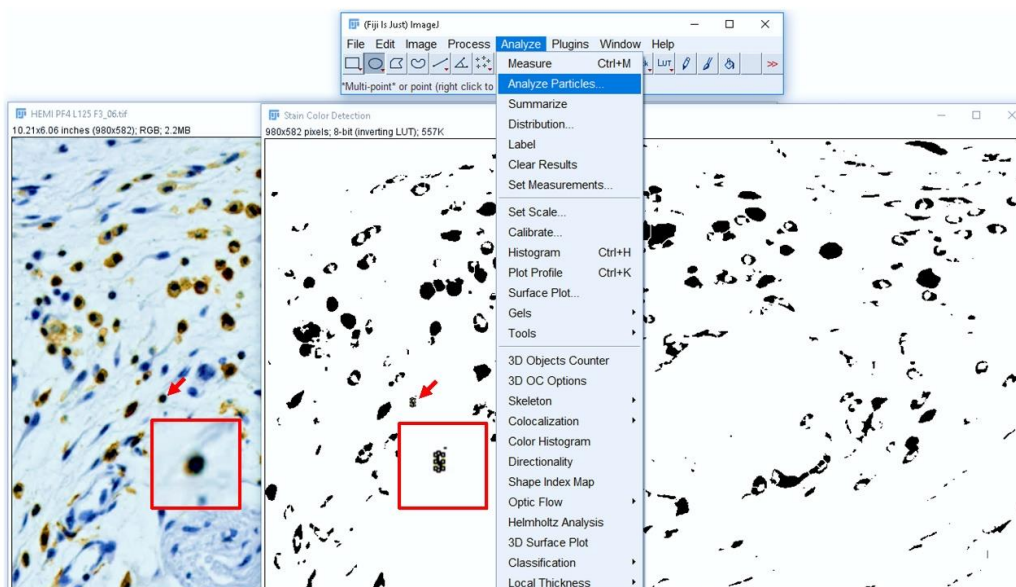 (Fiji Is Just) ImageJ
File Edit Image Process Analyze Plugins Window Help
LUT
*Multi-point* or point (right click to
Measure Ctrl+M
Analyze Particles...
Summarize
Distribution...
Label
Clear Results
Set Measurements...
Set Scale...
Calibrate...
Histogram Ctrl+H
Plot Profile Ctrl+K
Surface Plot...
Gels
Tools
3D Objects Counter
3D OC Options
Skeleton
Colocalization
Color Histogram
Directionality
Shape Index Map
Optic Flow
Helmholtz Analysis
3D Surface Plot
Classification
Local Thickness
HEMI PF4 L125 F3_06.tif
10.21x6.06 inches (980x582); RGB; 2.2MB
Stain Color Detection
980x582 pixels; 8-bit (inverting LUT); 557K